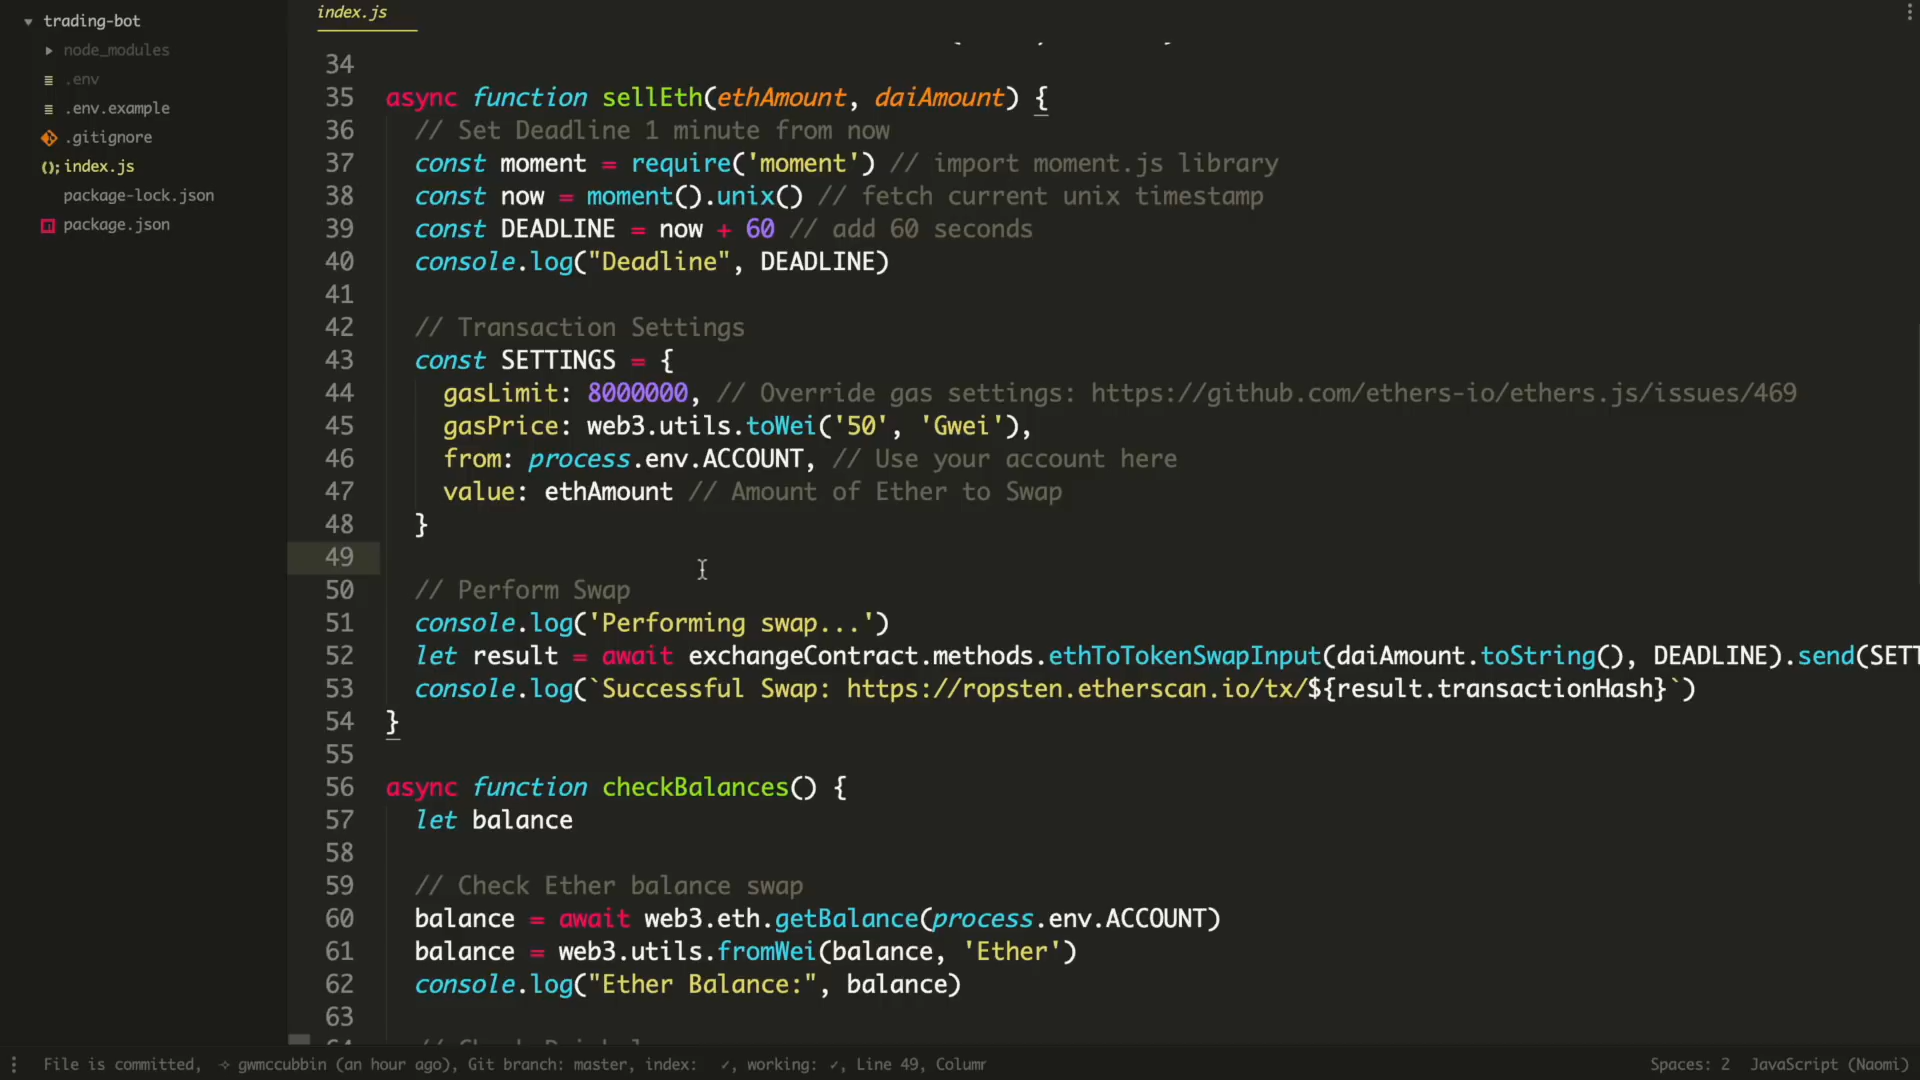 trading-bot
node_modules
.env
.env.example
.gitignore
index.js
package-lock.json
package.json
index.js
34
35 async function sellEth(ethAmount, daiAmount) {
36 // Set Deadline 1 minute from now
37 const moment = require('moment') // import moment.js library
38 const now = moment().unix() // fetch current unix timestamp
39 const DEADLINE = now + 60 // add 60 seconds
40 console.log("Deadline", DEADLINE)
41
42 // Transaction Settings
43 const SETTINGS = {
44 gasLimit: 8000000, // Override gas settings: https://github.com/ethers-io/ethers.js/issues/469
45 gasPrice: web3.utils.toWei('50', 'Gwei'),
46 from: process.env.ACCOUNT, // Use your account here
47 value: ethAmount // Amount of Ether to Swap
48 }
49
50 // Perform Swap
51 console.log('Performing swap...')
52 let result = await exchangeContract.methods.ethToTokenSwapInput(daiAmount.toString(), DEADLINE).send(SETT
53 console.log(`Successful Swap: https://ropsten.etherscan.io/tx/${result.transactionHash}`)
54 }
55
56 async function checkBalances() {
57 let balance
58
59 // Check Ether balance swap
60 balance = await web3.eth.getBalance(process.env.ACCOUNT)
61 balance = web3.utils.fromWei(balance, 'Ether')
62 console.log("Ether Balance:", balance)
63
File is committed, gwmccubbin (an hour ago), Git branch: master, index: ✓, working: ✓, Line 49, Column
Spaces: 2 JavaScript (Naomi)